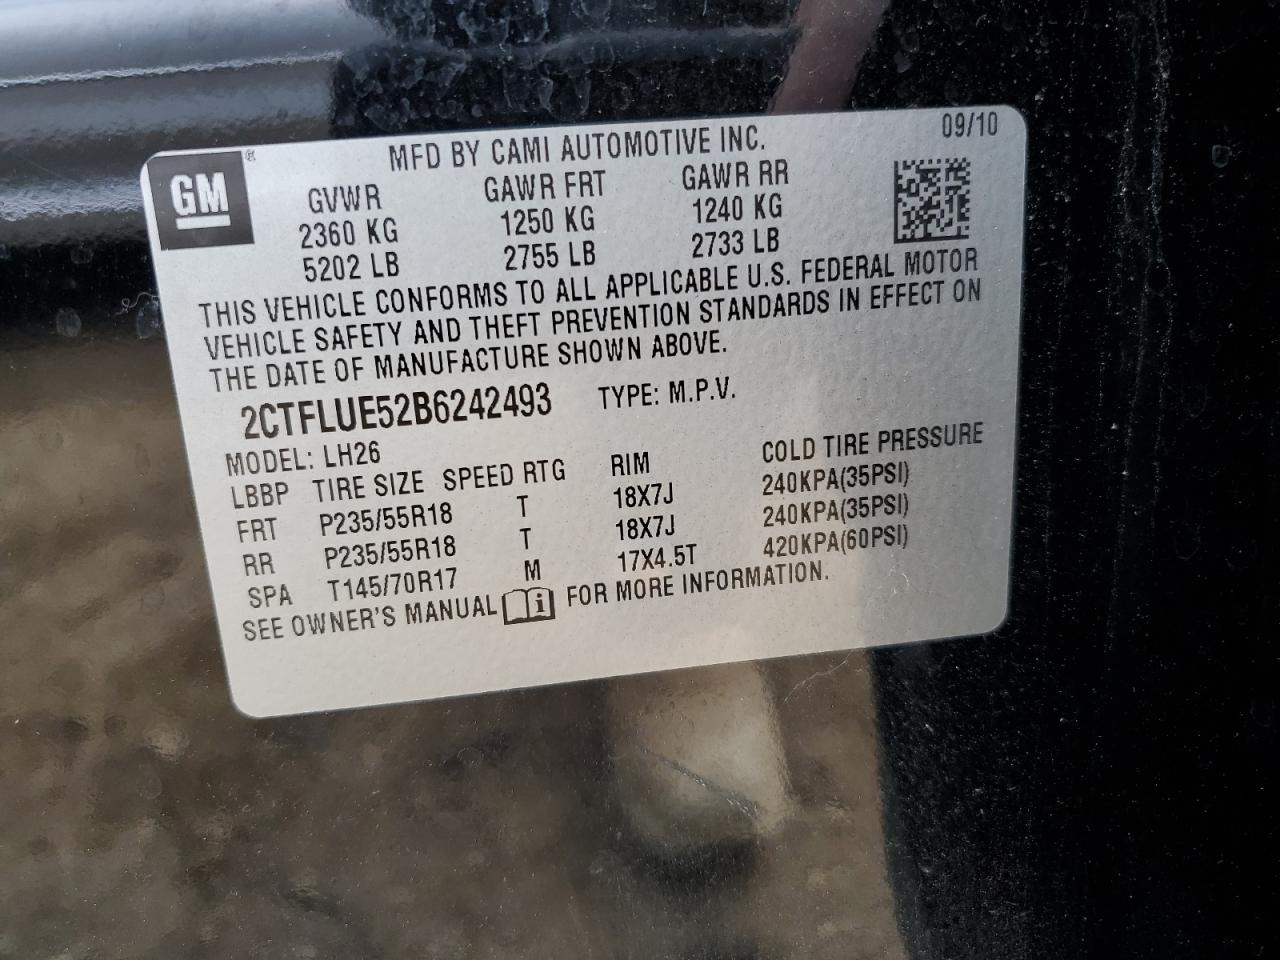 GM ®
MFD BY CAMI AUTOMOTIVE INC. 09/10
GVWR GAWR FRT GAWR RR
2360 KG 1250 KG 1240 KG
5202 LB 2755 LB 2733 LB
THIS VEHICLE CONFORMS TO ALL APPLICABLE U.S. FEDERAL MOTOR
VEHICLE SAFETY AND THEFT PREVENTION STANDARDS IN EFFECT ON
THE DATE OF MANUFACTURE SHOWN ABOVE.
2CTFLUE52B6242493 TYPE: M.P.V.
MODEL: LH26
LBBP TIRE SIZE SPEED RTG RIM COLD TIRE PRESSURE
FRT P235/55R18 T 18X7J 240KPA(35PSI)
RR P235/55R18 T 18X7J 240KPA(35PSI)
SPA T145/70R17 M 17X4.5T 420KPA(60PSI)
SEE OWNER'S MANUAL i FOR MORE INFORMATION.